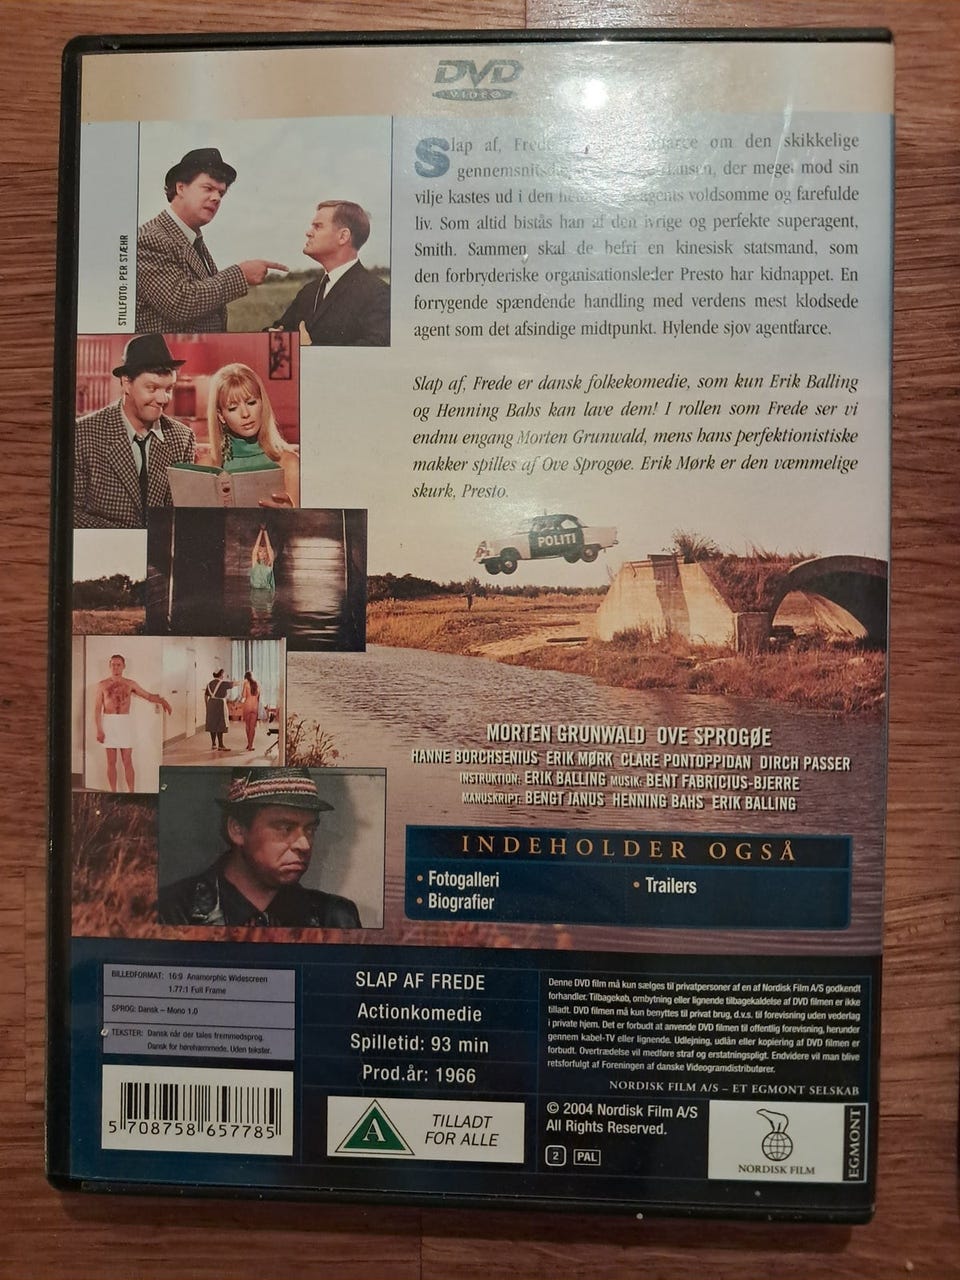 DVD
VIDEO
STILLFOTO: PER STÆHR
Slap af, Frede om den skikkelige
der meget mod sin
vilje kastes ud i den voldsomme og farefulde
liv. Som altid bistås han af den ivrige og perfekte superagent,
Smith. Sammen skal de befri en kinesisk statsmand, som
den forbryderiske organisationsleder Presto har kidnappet. En
forrygende spændende handling med verdens mest klodsede
agent som det afsindige midtpunkt. Hylende sjov agentfarce.
Slap af, Frede er dansk folkekomedie, som kun Erik Balling
og Henning Bahs kan lave dem! I rollen som Frede ser vi
endnu engang Morten Grunwald, mens hans perfektionistiske
makker spilles af Ove Sprogøe. Erik Mørk er den væmmelige
skurk, Presto.
POLITI
MORTEN GRUNWALD OVE SPROGØE
HANNE BORCHSENIUS ERIK MØRK CLARE PONTOPPIDAN DIRCH PASSER
INSTRUKTION: ERIK BALLING MUSIK: BENT FABRICIUS-BJERRE
MANUSKRIPT: BENGT JANUS HENNING BAHS ERIK BALLING
INDEHOLDER OGSÅ
• Fotogalleri
• Biografier
• Trailers
BILLEDFORMAT: 16:9 Anamorphic Widescreen
1.77:1 Full Frame
SPROG: Dansk – Mono 1.0
TEKSTER: Dansk når der tales fremmedsprog.
Dansk for hørehæmmede. Uden tekster.
5 708758 657785
SLAP AF FREDE
Actionkomedie
Spilletid: 93 min
Prod.år: 1966
A
TILLADT
FOR ALLE
Denne DVD film må kun sælges til privatpersoner af en af Nordisk Film A/S godkendt
forhandler. Tilbagekøb, ombytning eller lignende tilbagekaldelse af DVD filmen er ikke
tilladt. DVD filmen må kun benyttes til privat brug, d.v.s. til forevisning uden vederlag
i private hjem. Det er forbudt at anvende DVD filmen til offentlig forevisning, herunder
gennem kabel-TV eller lignende. Udlejning, udlån eller kopiering af DVD filmen er
forbudt. Overtrædelse vil medføre straf og erstatningspligt. Endvidere vil man blive
retsforfulgt af Foreningen af danske Videogramdistributører.
NORDISK FILM A/S – ET EGMONT SELSKAB
© 2004 Nordisk Film A/S
All Rights Reserved.
2 PAL
NORDISK FILM
EGMONT